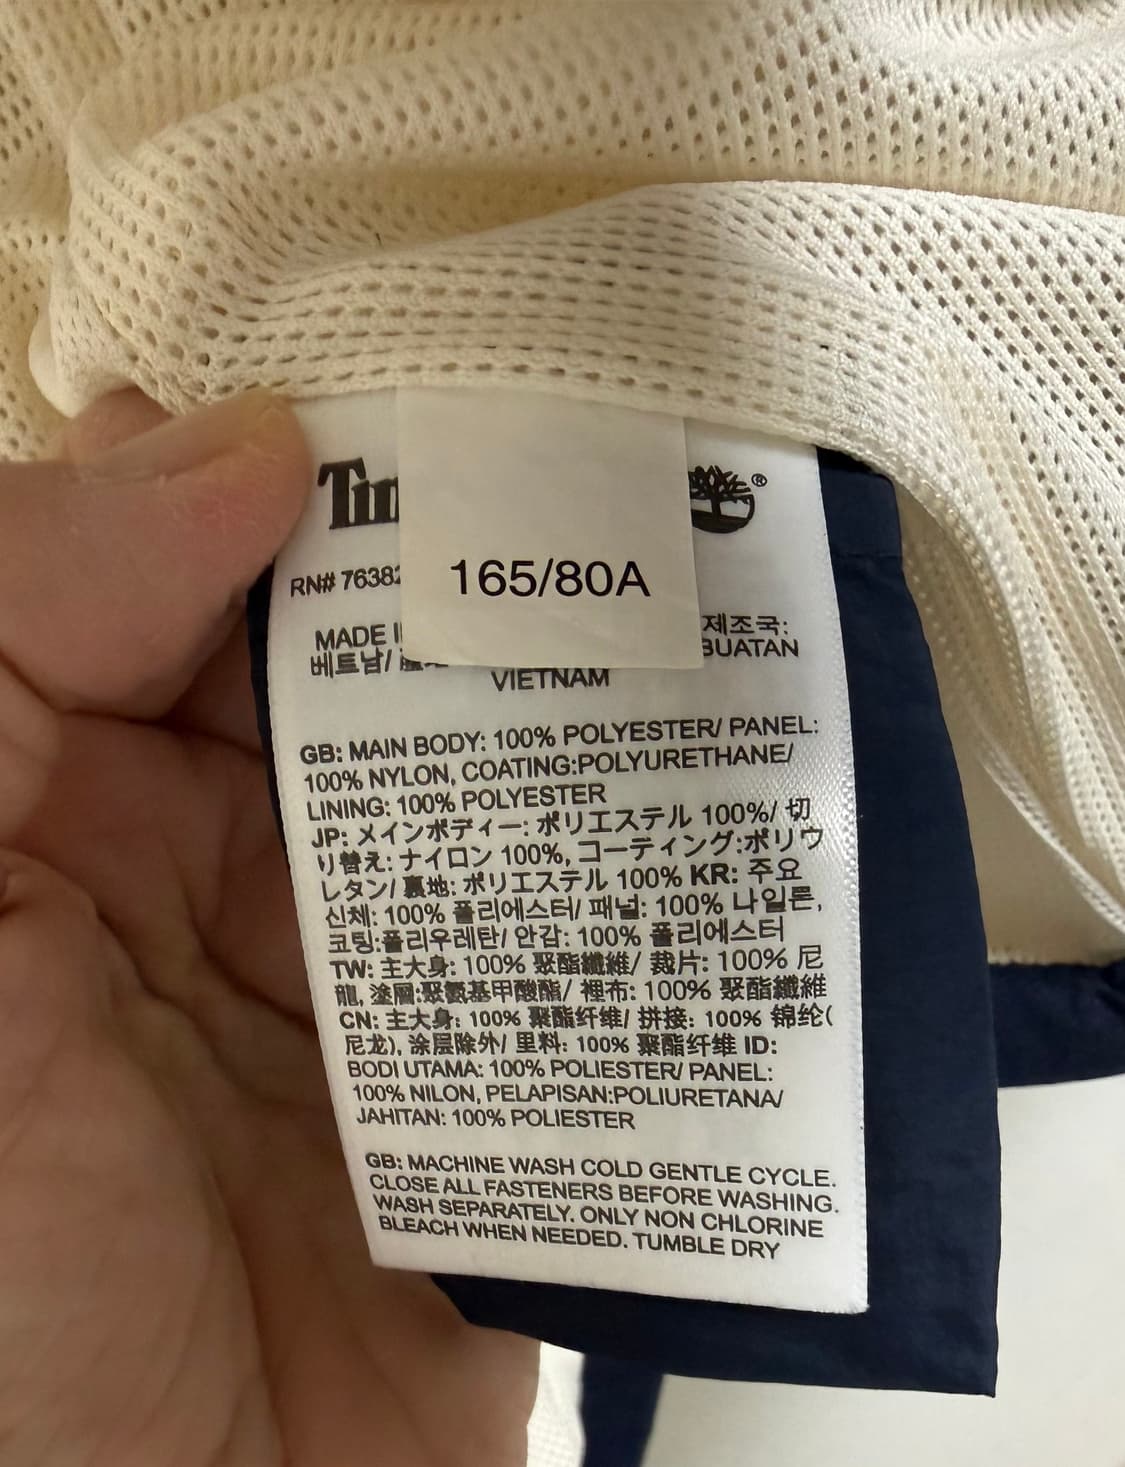 165/80A
RN#
MADE
제조국:
베트남/
BUATAN
VIETNAM
GB: MAIN BODY: 100% POLYESTER/ PANEL:
100% NYLON, COATING:POLYURETHANE/
LINING: 100% POLYESTER
JP: メインボディー: ポリエステル 100%/ 切
り替え: ナイロン 100%, コーティング:ポリウ
レタン/ 裏地: ポリエステル 100% KR: 주요
신체: 100% 폴리에스터/ 패널: 100% 나일론,
코팅:폴리우레탄/ 안감: 100% 폴리에스터
TW: 主大身: 100% 聚酯纖維/ 裁片: 100% 尼
龍, 塗層:聚氨基甲酸酯/ 裡布: 100% 聚酯纖維
CN: 主大身: 100% 聚酯纤维/ 拼接: 100% 锦纶(
尼龙), 涂层除外/ 里料: 100% 聚酯纤维 ID:
BODI UTAMA: 100% POLIESTER/ PANEL:
100% NILON, PELAPISAN:POLIURETANA/
JAHITAN: 100% POLIESTER
GB: MACHINE WASH COLD GENTLE CYCLE.
CLOSE ALL FASTENERS BEFORE WASHING.
WASH SEPARATELY. ONLY NON CHLORINE
BLEACH WHEN NEEDED. TUMBLE DRY